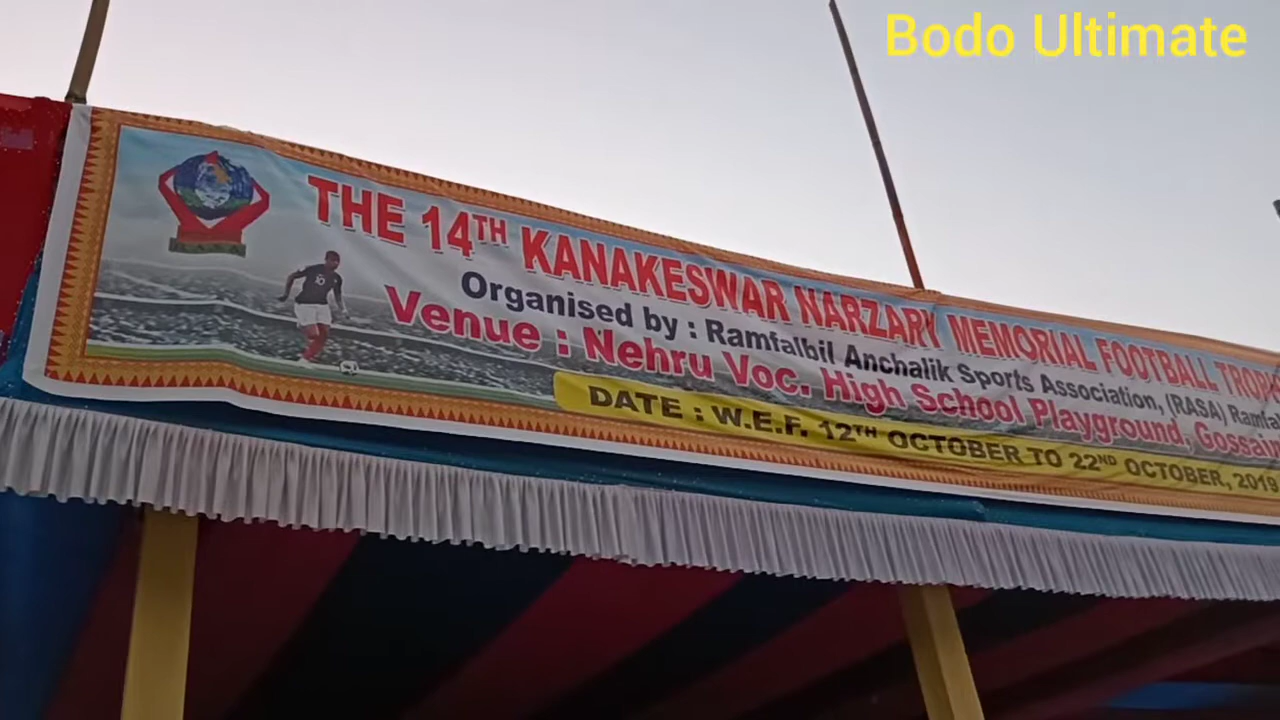 Bodo Ultimate
THE 14TH KANAKESWAR NARZARY MEMORIAL FOOTBALL
Organised by : Ramfalbil Anchalik Sports Association, (RASA)
Venue : Nehru Voc. High School Playground,
DATE : W.E.F. 12TH OCTOBER TO 22ND OCTOBER, 2019